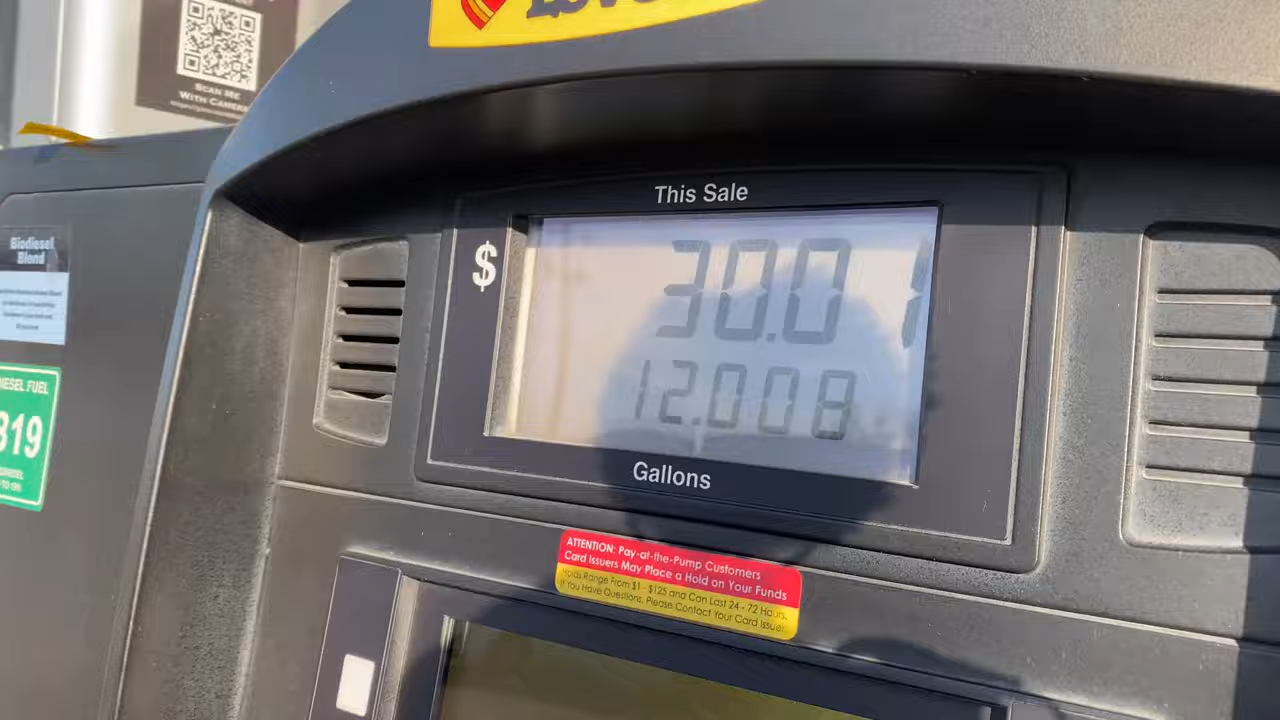 SCAN ME
WITH CAMERA
This Sale
$
30.01
12.008
Gallons
Biodiesel
Blend
DIESEL FUEL
819
ATTENTION: Pay-at-the-Pump Customers
Card Issuers May Place a Hold on Your Funds
Holds Range From $1 - $125 and Can Last 24 - 72 Hours.
If You Have Questions, Please Contact Your Card Issuer